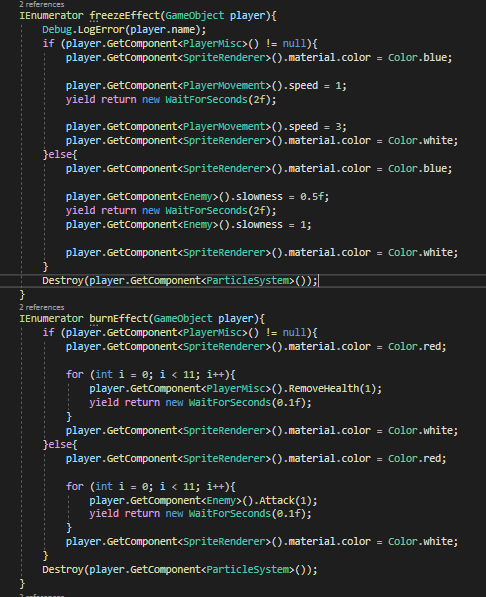 2 references
IEnumerator freezeEffect(GameObject player){
Debug.LogError(player.name);
if (player.GetComponent<PlayerMisc>() != null){
player.GetComponent<SpriteRenderer>().material.color = Color.blue;
player.GetComponent<PlayerMovement>().speed = 1;
yield return new WaitForSeconds(2f);
player.GetComponent<PlayerMovement>().speed = 3;
player.GetComponent<SpriteRenderer>().material.color = Color.white;
}else{
player.GetComponent<SpriteRenderer>().material.color = Color.blue;
player.GetComponent<Enemy>().slowness = 0.5f;
yield return new WaitForSeconds(2f);
player.GetComponent<Enemy>().slowness = 1;
player.GetComponent<SpriteRenderer>().material.color = Color.white;
}
Destroy(player.GetComponent<ParticleSystem>());
}
2 references
IEnumerator burnEffect(GameObject player){
if (player.GetComponent<PlayerMisc>() != null){
player.GetComponent<SpriteRenderer>().material.color = Color.red;
for (int i = 0; i < 11; i++){
player.GetComponent<PlayerMisc>().RemoveHealth(1);
yield return new WaitForSeconds(0.1f);
}
player.GetComponent<SpriteRenderer>().material.color = Color.white;
}else{
player.GetComponent<SpriteRenderer>().material.color = Color.red;
for (int i = 0; i < 11; i++){
player.GetComponent<Enemy>().Attack(1);
yield return new WaitForSeconds(0.1f);
}
player.GetComponent<SpriteRenderer>().material.color = Color.white;
}
Destroy(player.GetComponent<ParticleSystem>());
}
2 references